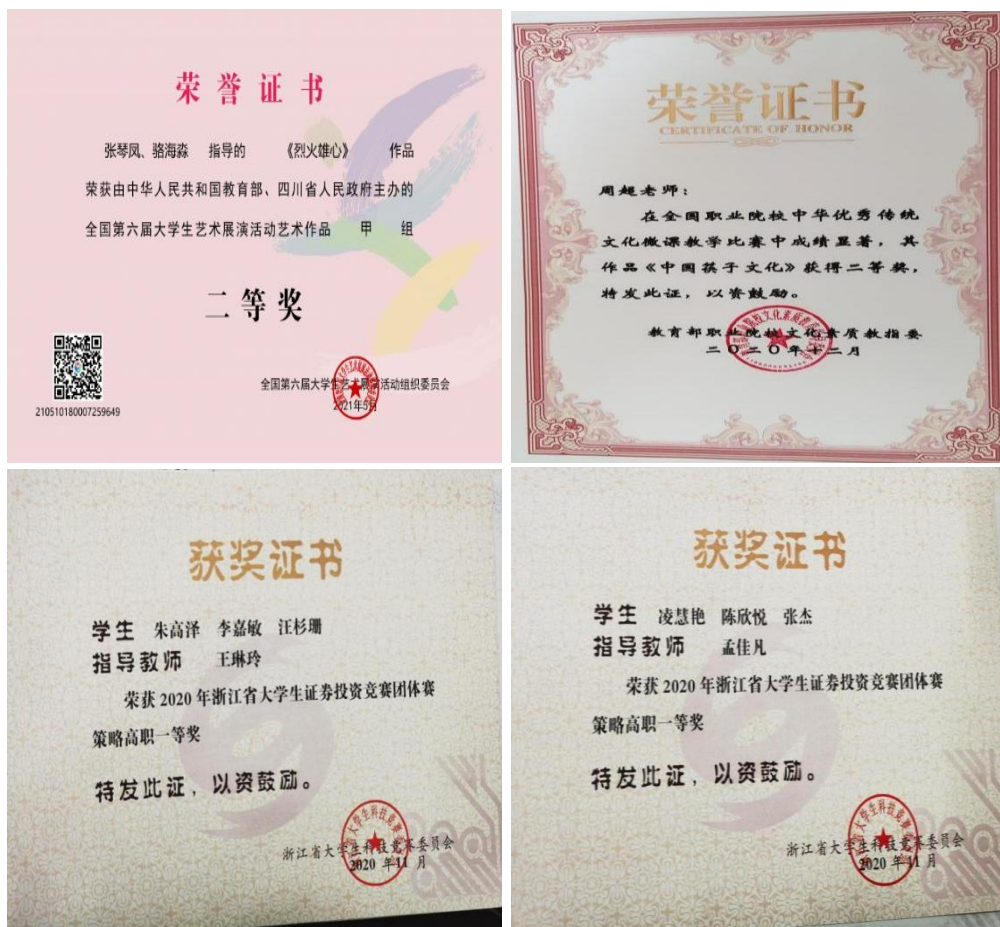 荣誉证书
张琴凤、骆海淼 指导的 《烈火雄心》 作品
荣获由中华人民共和国教育部、四川省人民政府主办的
全国第六届大学生艺术展演活动艺术作品 甲 组
二等奖
210510180007259649
全国第六届大学生艺术展演活动组织委员会
2021年5月
荣誉证书
CERTIFICATE OF HONOR
周超老师：
在全国职业院校中华优秀传统
文化微课教学比赛中成绩显著，其
作品《中国筷子文化》获得二等奖，
特发此证，以资鼓励。
教育部职业院校文化素质教指委
二〇二〇年十二月
获奖证书
学生 朱高泽 李嘉敏 汪杉珊
指导教师 王琳玲
荣获 2020 年浙江省大学生证券投资竞赛团体赛
策略高职一等奖
特发此证，以资鼓励。
浙江省大学生科技竞赛委员会
2020 年11 月
获奖证书
学生 凌慧艳 陈欣悦 张杰
指导教师 孟佳凡
荣获 2020 年浙江省大学生证券投资竞赛团体赛
策略高职一等奖
特发此证，以资鼓励。
浙江省大学生科技竞赛委员会
2020 年11 月